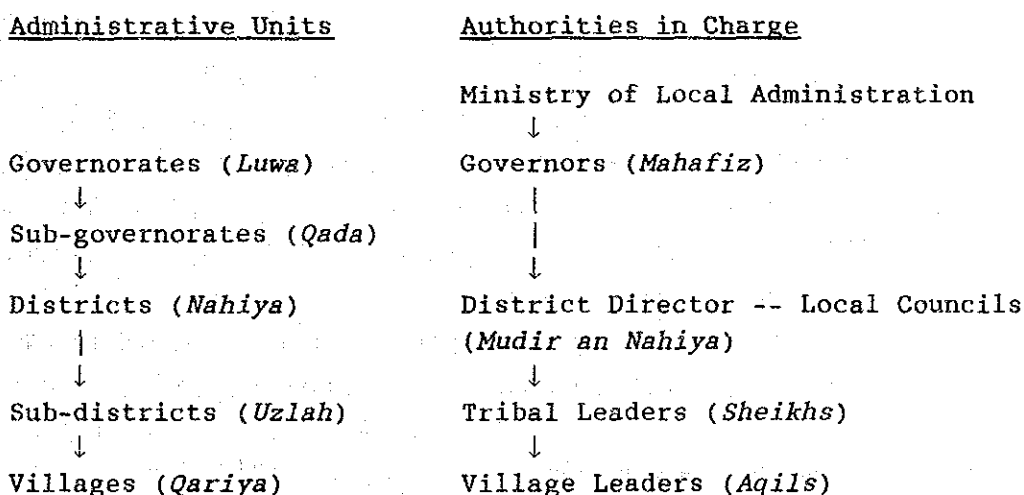 Administrative Units Authorities in Charge
Ministry of Local Administration
↓
Governorates (Luwa) Governors (Mahafiz)
↓ |
Sub-governorates (Qada) |
↓ ↓
Districts (Nahiya) District Director -- Local Councils
| (Mudir an Nahiya)
↓ ↓
Sub-districts (Uzlah) Tribal Leaders (Sheikhs)
↓ ↓
Villages (Qariya) Village Leaders (Aqils)